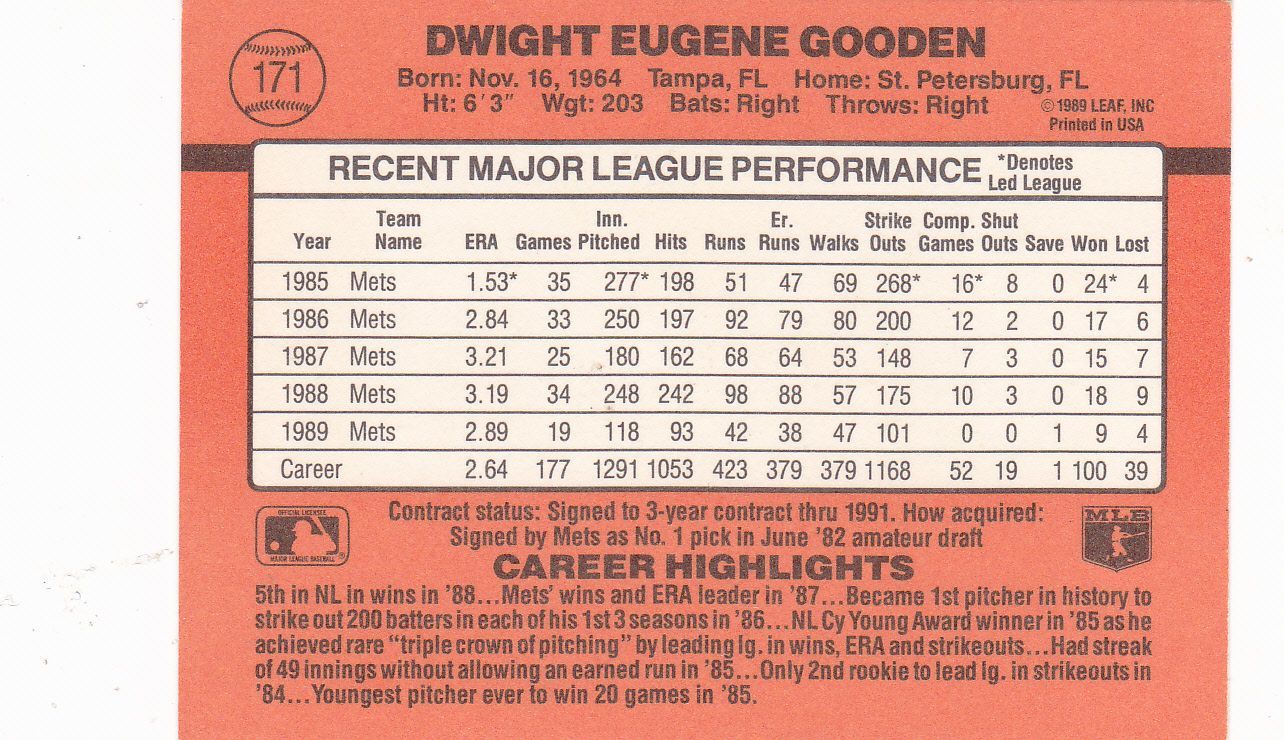 171
DWIGHT EUGENE GOODEN
Born: Nov. 16, 1964 Tampa, FL Home: St. Petersburg, FL
Ht: 6'3" Wgt: 203 Bats: Right Throws: Right
©1989 LEAF, INC
Printed in USA
RECENT MAJOR LEAGUE PERFORMANCE *Denotes
Led League
Team Inn. Er. Strike Comp. Shut
Year Name ERA Games Pitched Hits Runs Runs Walks Outs Games Outs Save Won Lost
1985 Mets 1.53* 35 277* 198 51 47 69 268* 16* 8 0 24* 4
1986 Mets 2.84 33 250 197 92 79 80 200 12 2 0 17 6
1987 Mets 3.21 25 180 162 68 64 53 148 7 3 0 15 7
1988 Mets 3.19 34 248 242 98 88 57 175 10 3 0 18 9
1989 Mets 2.89 19 118 93 42 38 47 101 0 0 1 9 4
Career 2.64 177 1291 1053 423 379 379 1168 52 19 1 100 39
OFFICIAL LICENSEE
MAJOR LEAGUE BASEBALL
Contract status: Signed to 3-year contract thru 1991. How acquired:
Signed by Mets as No. 1 pick in June '82 amateur draft
MLB
CAREER HIGHLIGHTS
5th in NL in wins in '88...Mets' wins and ERA leader in '87...Became 1st pitcher in history to
strike out 200 batters in each of his 1st 3 seasons in '86...NL Cy Young Award winner in '85 as he
achieved rare "triple crown of pitching" by leading lg. in wins, ERA and strikeouts...Had streak
of 49 innings without allowing an earned run in '85...Only 2nd rookie to lead lg. in strikeouts in
'84...Youngest pitcher ever to win 20 games in '85.